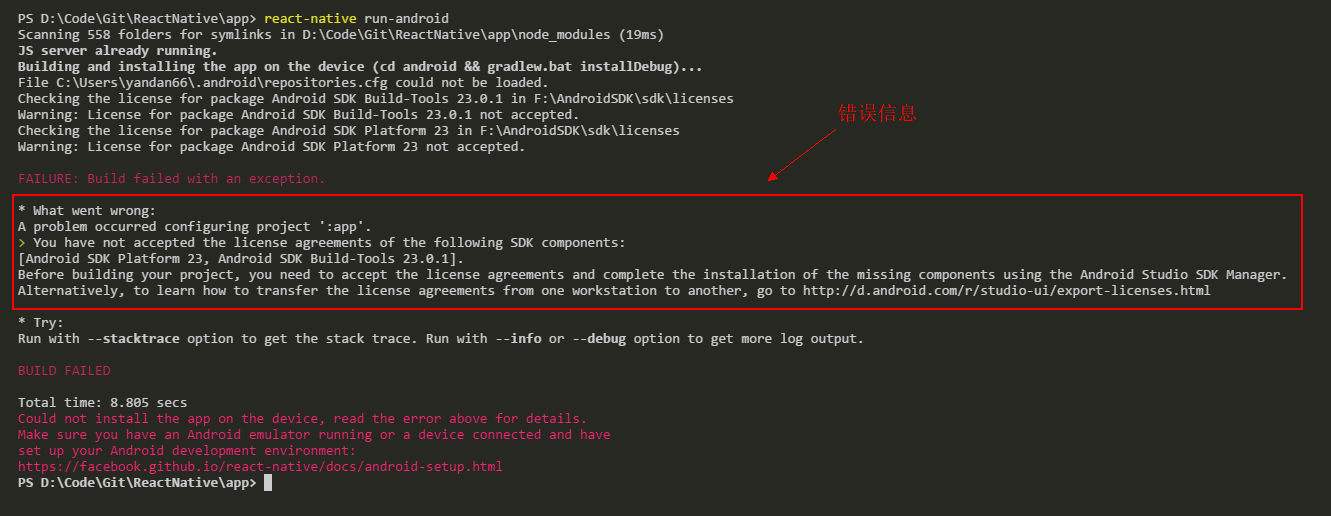 PS D:\Code\Git\ReactNative\app> react-native run-android
Scanning 558 folders for symlinks in D:\Code\Git\ReactNative\app\node_modules (19ms)
JS server already running.
Building and installing the app on the device (cd android && gradlew.bat installDebug)...
File C:\Users\yandan66\.android\repositories.cfg could not be loaded.
Checking the license for package Android SDK Build-Tools 23.0.1 in F:\AndroidSDK\sdk\licenses
Warning: License for package Android SDK Build-Tools 23.0.1 not accepted.
错误信息
Checking the license for package Android SDK Platform 23 in F:\AndroidSDK\sdk\licenses
Warning: License for package Android SDK Platform 23 not accepted.
FAILURE: Build failed with an exception.
* What went wrong:
A problem occurred configuring project ':app'.
> You have not accepted the license agreements of the following SDK components:
[Android SDK Platform 23, Android SDK Build-Tools 23.0.1].
Before building your project, you need to accept the license agreements and complete the installation of the missing components using the Android Studio SDK Manager.
Alternatively, to learn how to transfer the license agreements from one workstation to another, go to http://d.android.com/r/studio-ui/export-licenses.html
* Try:
Run with --stacktrace option to get the stack trace. Run with --info or --debug option to get more log output.
BUILD FAILED
Total time: 8.805 secs
Could not install the app on the device, read the error above for details.
Make sure you have an Android emulator running or a device connected and have
set up your Android development environment:
https://facebook.github.io/react-native/docs/android-setup.html
PS D:\Code\Git\ReactNative\app>